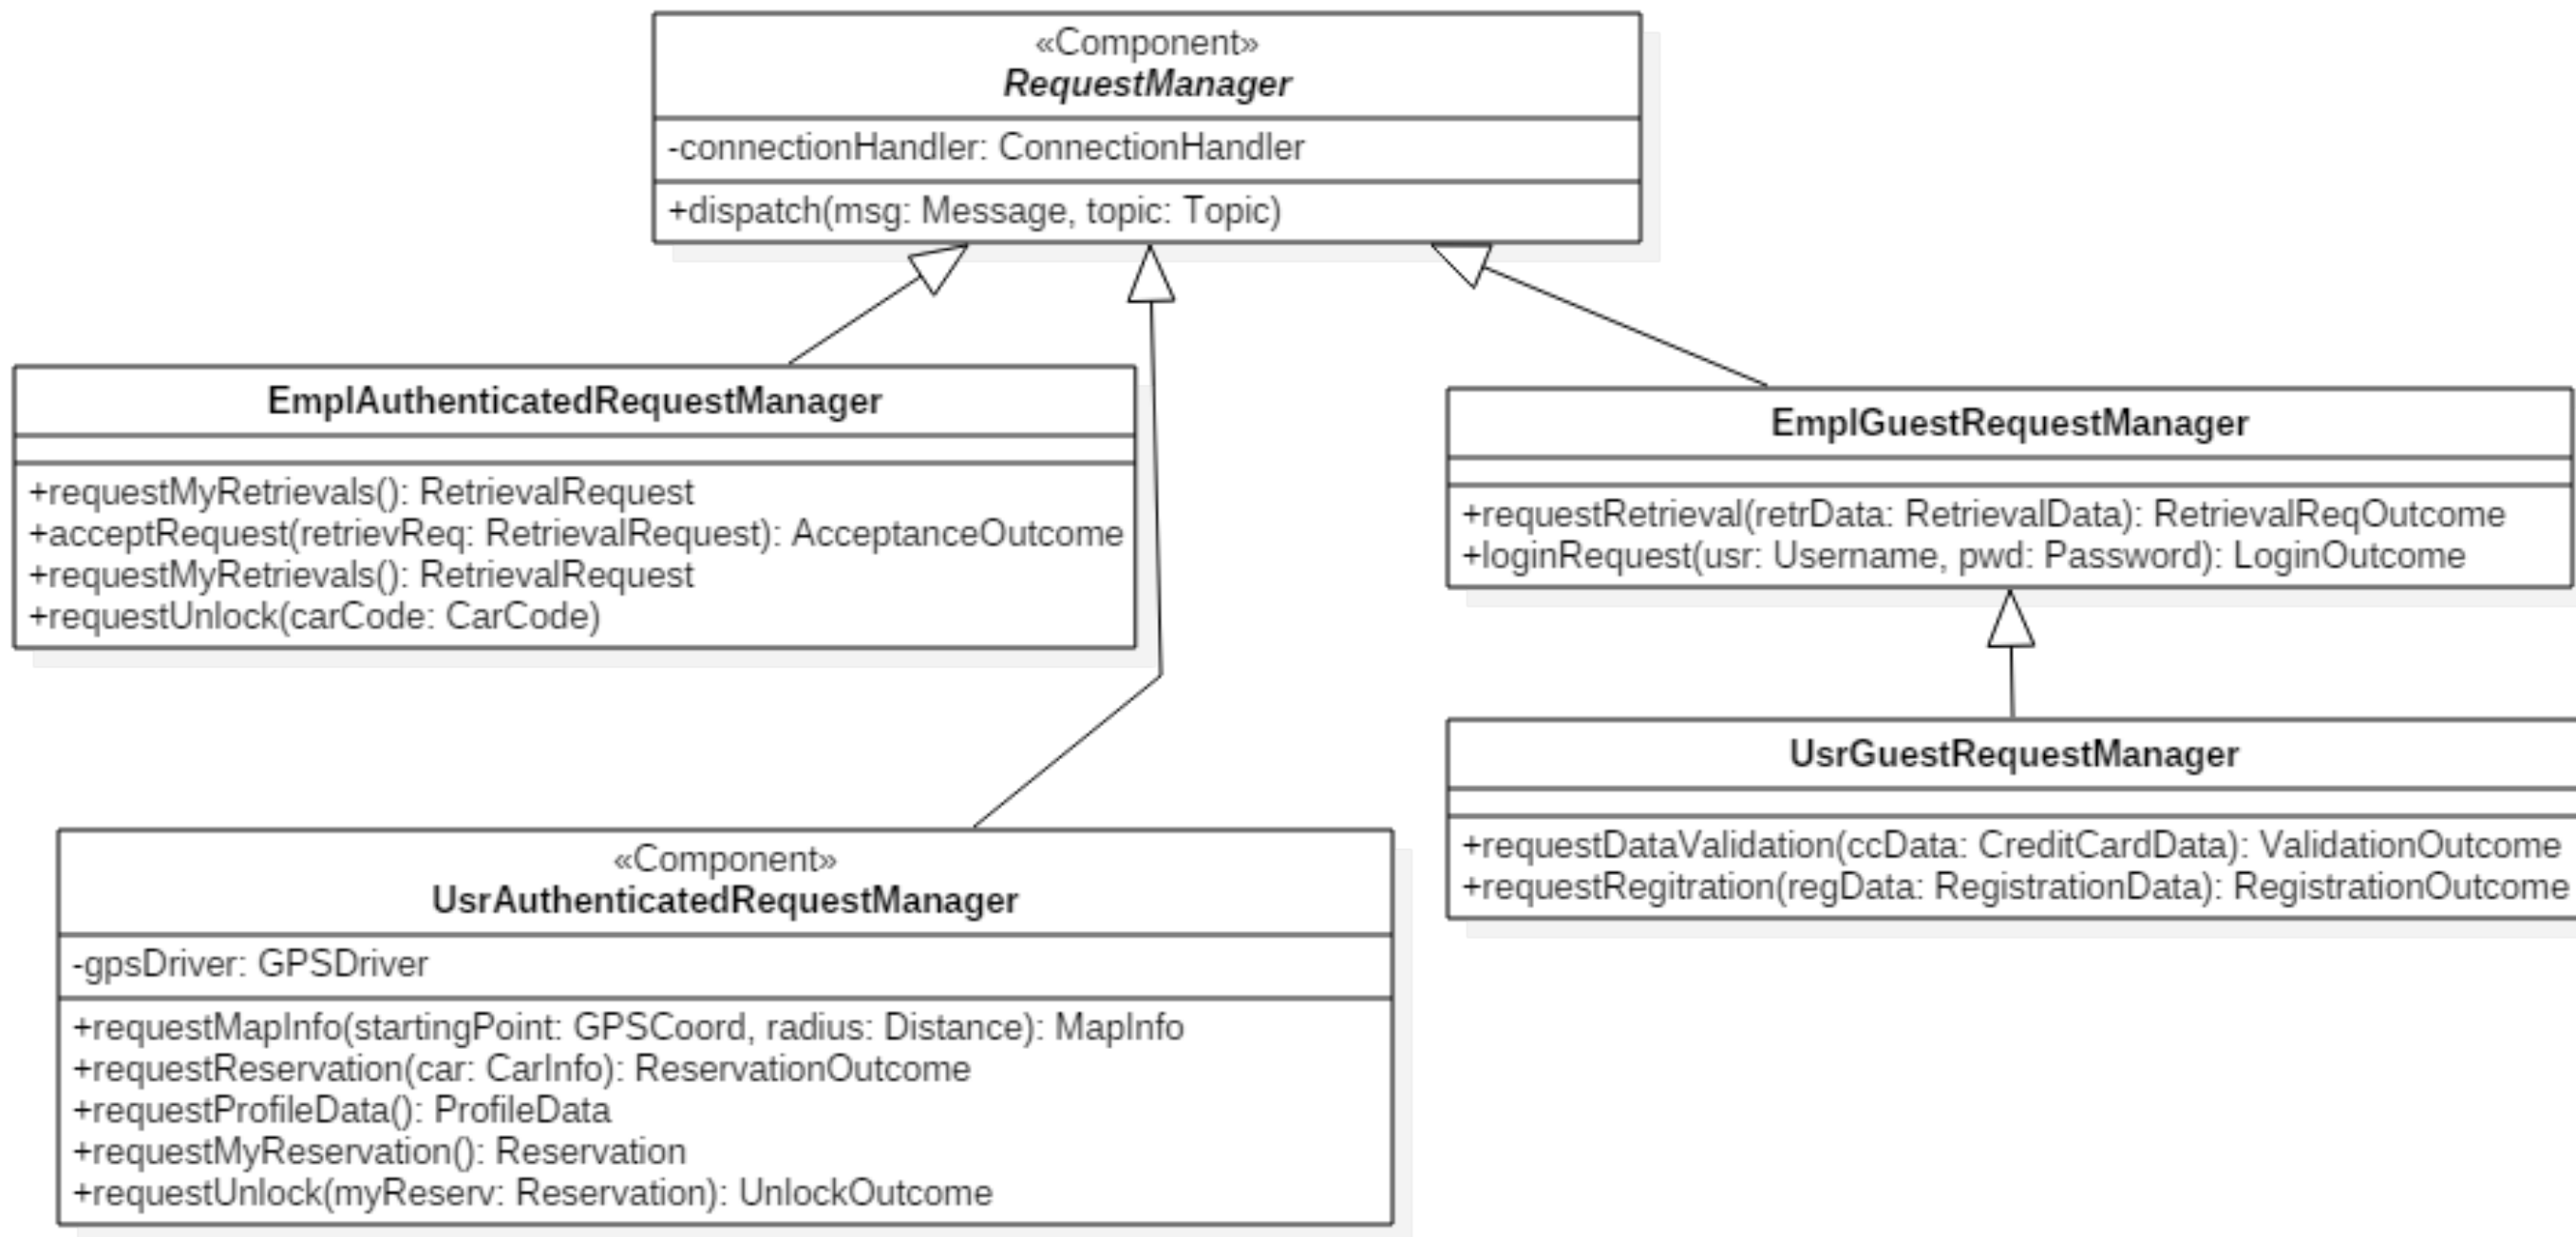 «Component»
RequestManager
-connectionHandler: ConnectionHandler
+dispatch(msg: Message, topic: Topic)
EmplAuthenticatedRequestManager
+requestMyRetrievals(): RetrievalRequest
+acceptRequest(retrievReq: RetrievalRequest): AcceptanceOutcome
+requestMyRetrievals(): RetrievalRequest
+requestUnlock(carCode: CarCode)
EmplGuestRequestManager
+requestRetrieval(retrData: RetrievalData): RetrievalReqOutcome
+loginRequest(usr: Username, pwd: Password): LoginOutcome
UsrGuestRequestManager
+requestDataValidation(ccData: CreditCardData): ValidationOutcome
+requestRegitration(regData: RegistrationData): RegistrationOutcome
«Component»
UsrAuthenticatedRequestManager
-gpsDriver: GPSDriver
+requestMapInfo(startingPoint: GPSCoord, radius: Distance): MapInfo
+requestReservation(car: CarInfo): ReservationOutcome
+requestProfileData(): ProfileData
+requestMyReservation(): Reservation
+requestUnlock(myReserv: Reservation): UnlockOutcome